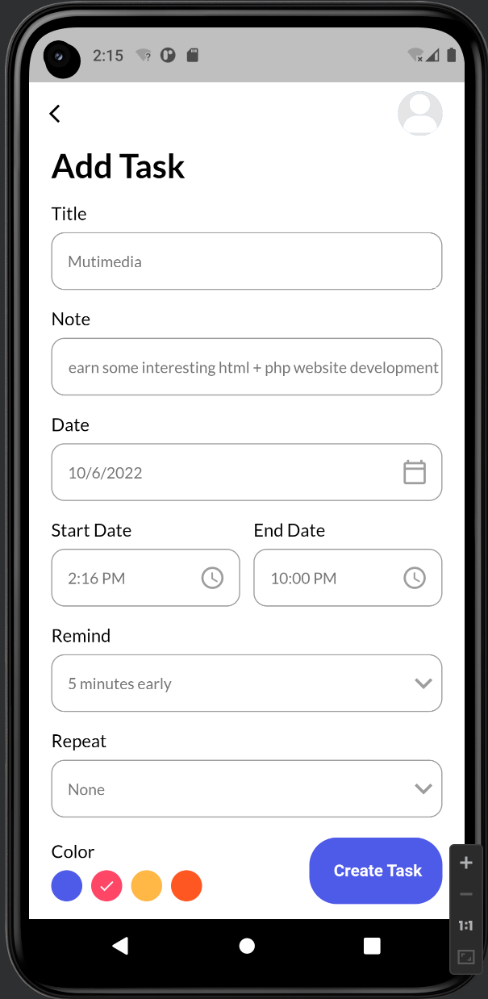 2:15
Add Task
Title
Mutimedia
Note
earn some interesting html + php website development
Date
10/6/2022
Start Date End Date
2:16 PM 10:00 PM
Remind
5 minutes early
Repeat
None
Color
Create Task
1:1